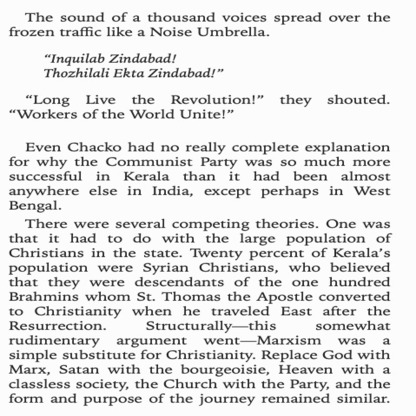 The sound of a thousand voices spread over the
frozen traffic like a Noise Umbrella.
“Inquilab Zindabad!
Thozhilali Ekta Zindabad!”
“Long Live the Revolution!” they shouted.
“Workers of the World Unite!”
Even Chacko had no really complete explanation
for why the Communist Party was so much more
successful in Kerala than it had been almost
anywhere else in India, except perhaps in West
Bengal.
There were several competing theories. One was
that it had to do with the large population of
Christians in the state. Twenty percent of Kerala’s
population were Syrian Christians, who believed
that they were descendants of the one hundred
Brahmins whom St. Thomas the Apostle converted
to Christianity when he traveled East after the
Resurrection. Structurally—this somewhat
rudimentary argument went—Marxism was a
simple substitute for Christianity. Replace God with
Marx, Satan with the bourgeoisie, Heaven with a
classless society, the Church with the Party, and the
form and purpose of the journey remained similar.